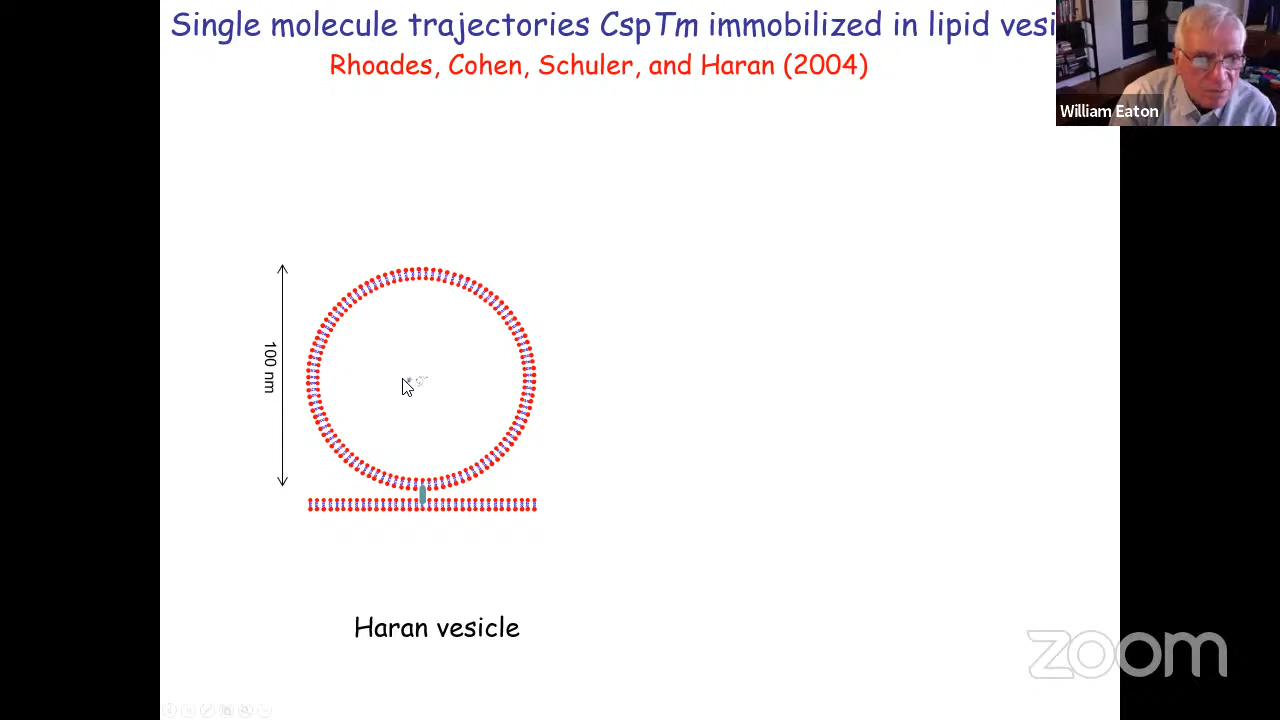 Single molecule trajectories CspTm immobilized in lipid vesi
Rhoades, Cohen, Schuler, and Haran (2004)
William Eaton
100 nm
Haran vesicle
zoom